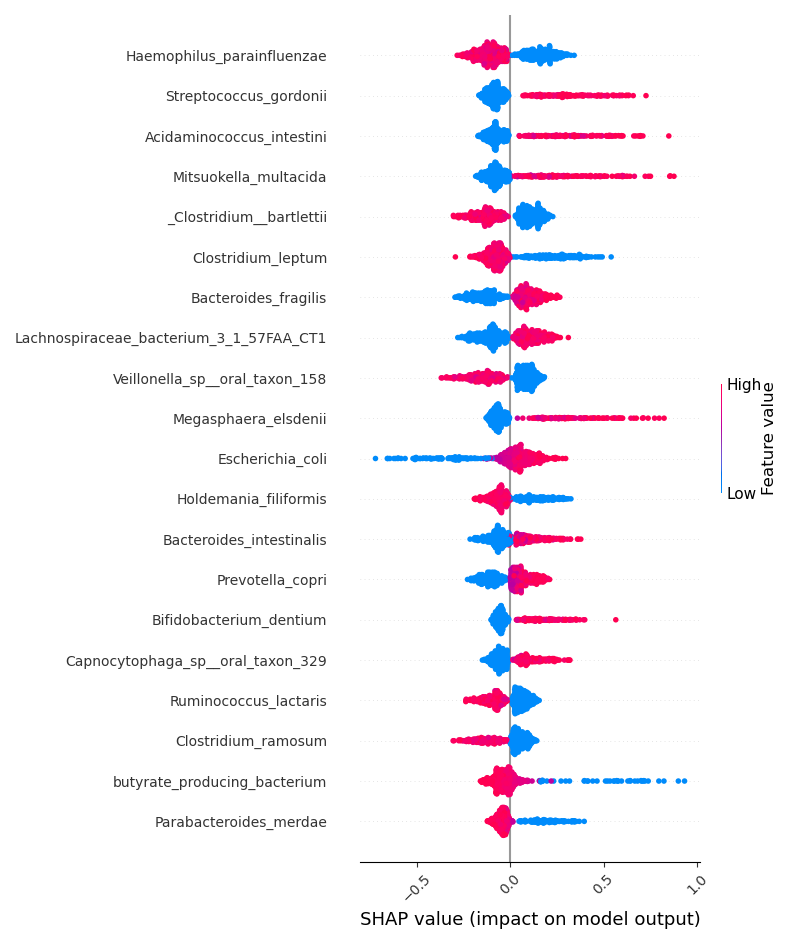 Haemophilus_parainfluenzae
Streptococcus_gordonii
Acidaminococcus_intestini
Mitsuokella_multacida
_Clostridium__bartlettii
Clostridium_leptum
Bacteroides_fragilis
Lachnospiraceae_bacterium_3_1_57FAA_CT1
Veillonella_sp__oral_taxon_158
Megasphaera_elsdenii
Escherichia_coli
Holdemania_filiformis
Bacteroides_intestinalis
Prevotella_copri
Bifidobacterium_dentium
Capnocytophaga_sp__oral_taxon_329
Ruminococcus_lactaris
Clostridium_ramosum
butyrate_producing_bacterium
Parabacteroides_merdae
−0.5 0.0 0.5 1.0
SHAP value (impact on model output)
High
Low
Feature value